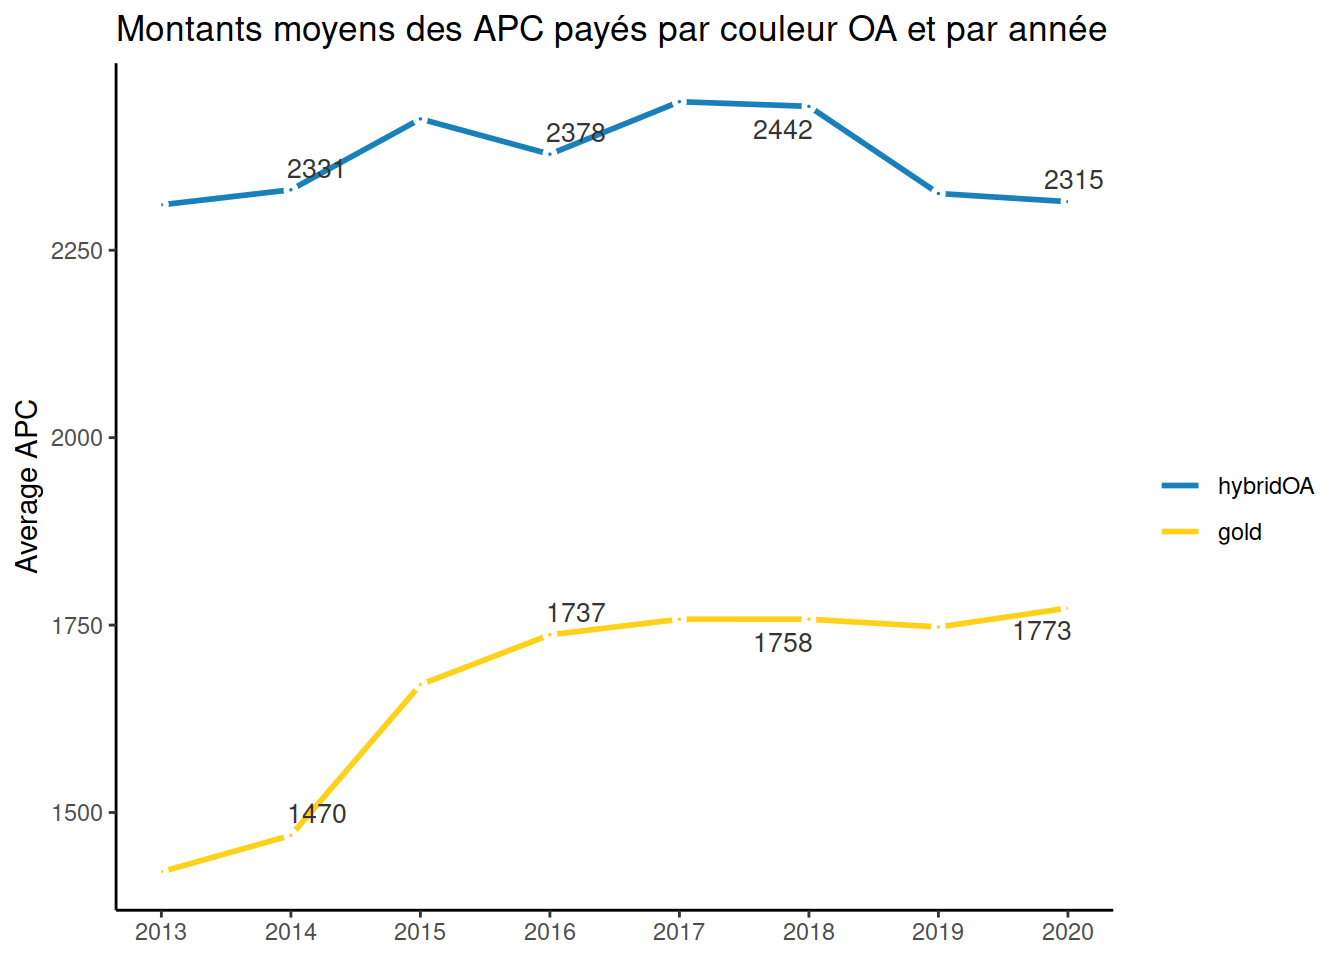 Montants moyens des APC payés par couleur OA et par année
Average APC
2250
2000
1750
1500
2331
2378
2442
2315
1470
1737
1758
1773
2013 2014 2015 2016 2017 2018 2019 2020
hybridOA
gold